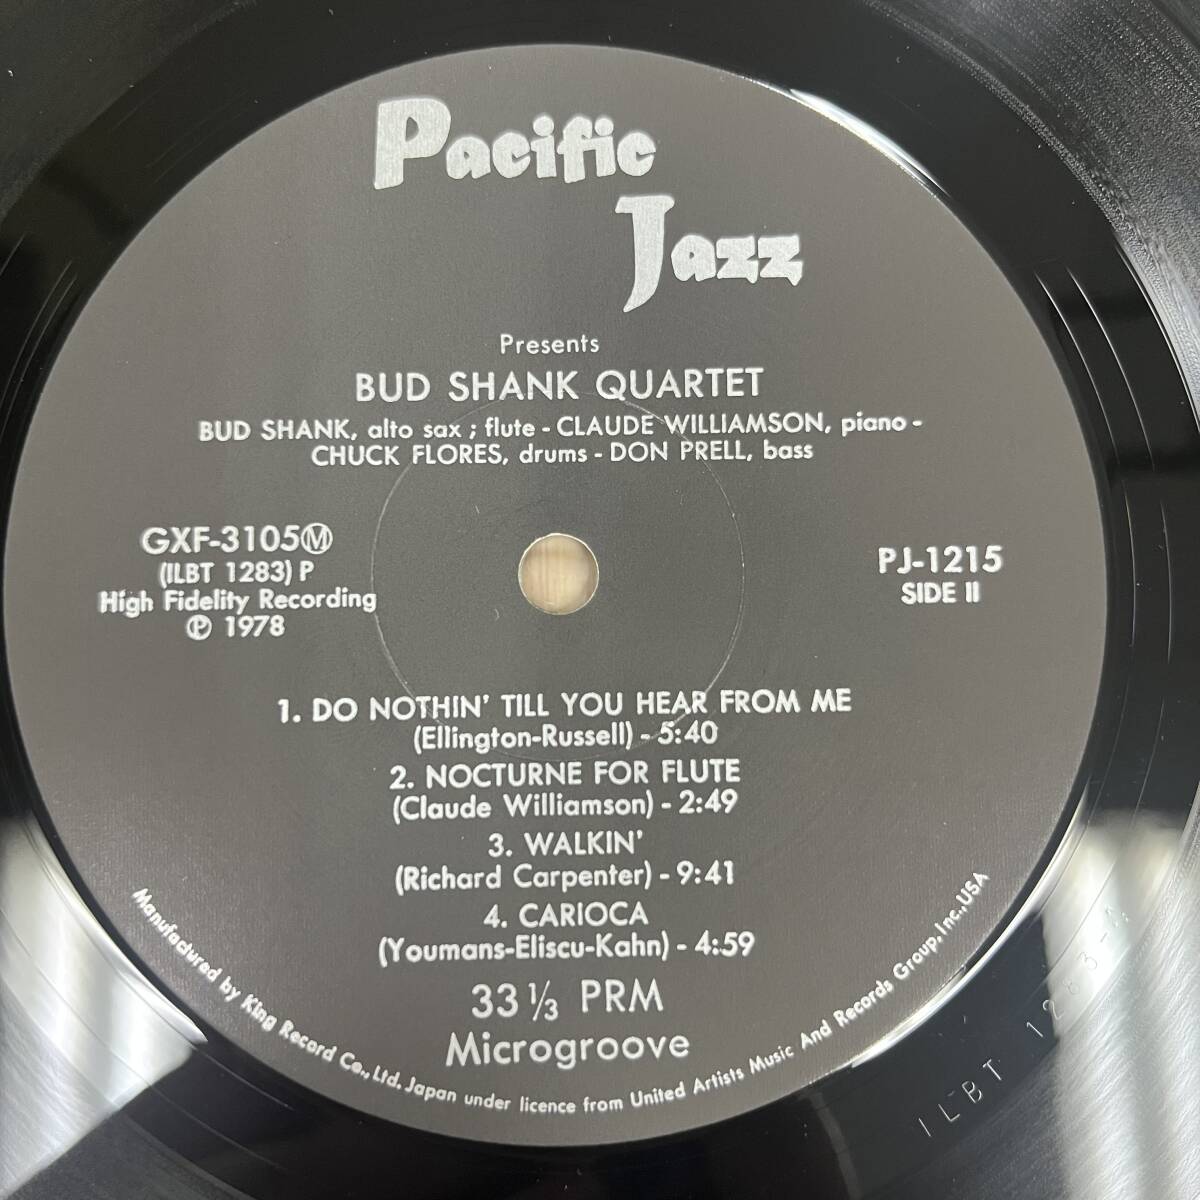 Pacific
Jazz
Presents
BUD SHANK QUARTET
BUD SHANK, alto sax ; flute - CLAUDE WILLIAMSON, piano -
CHUCK FLORES, drums - DON PRELL, bass
GXF-3105Ⓜ
(ILBT 1283) P
High Fidelity Recording
℗ 1978
PJ-1215
SIDE II
1. DO NOTHIN' TILL YOU HEAR FROM ME
(Ellington-Russell) - 5:40
2. NOCTURNE FOR FLUTE
(Claude Williamson) - 2:49
3. WALKIN'
(Richard Carpenter) - 9:41
4. CARIOCA
(Youmans-Eliscu-Kahn) - 4:59
33 ⅓ PRM
Microgroove
Manufactured by King Record Co., Ltd. Japan under licence from United Artists Music And Records Group, Inc., USA
ILBT 1283-A